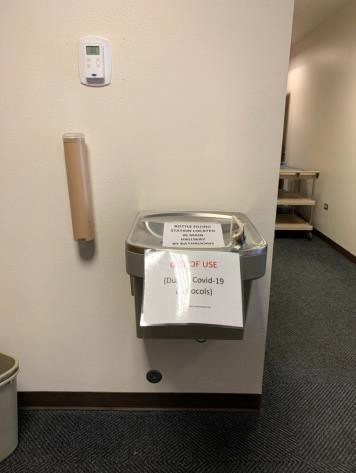 BOTTLE FILLING
STATION LOCATED
IN MAIN
HALLWAY
BY BATHROOMS
OF USE
Covid-19